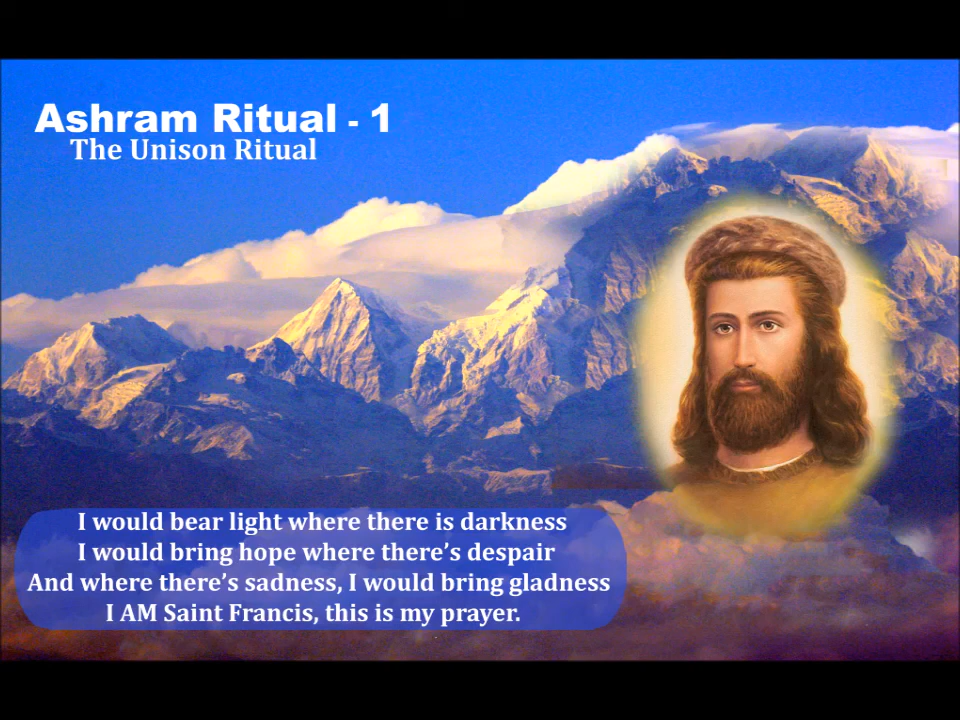 Ashram Ritual - 1
The Unison Ritual
I would bear light where there is darkness
I would bring hope where there’s despair
And where there’s sadness, I would bring gladness
I AM Saint Francis, this is my prayer.